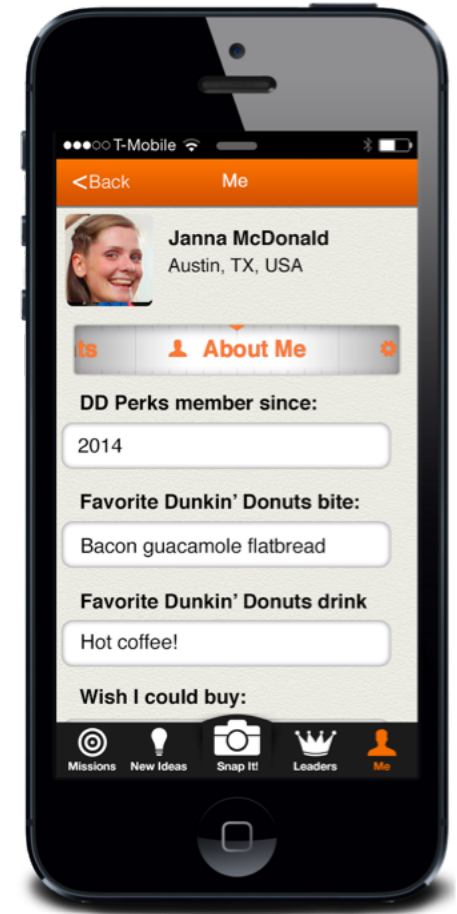 T-Mobile
<Back Me
Janna McDonald
Austin, TX, USA
ts About Me
DD Perks member since:
2014
Favorite Dunkin' Donuts bite:
Bacon guacamole flatbread
Favorite Dunkin' Donuts drink
Hot coffee!
Wish I could buy:
Missions New Ideas Snap It! Leaders Me